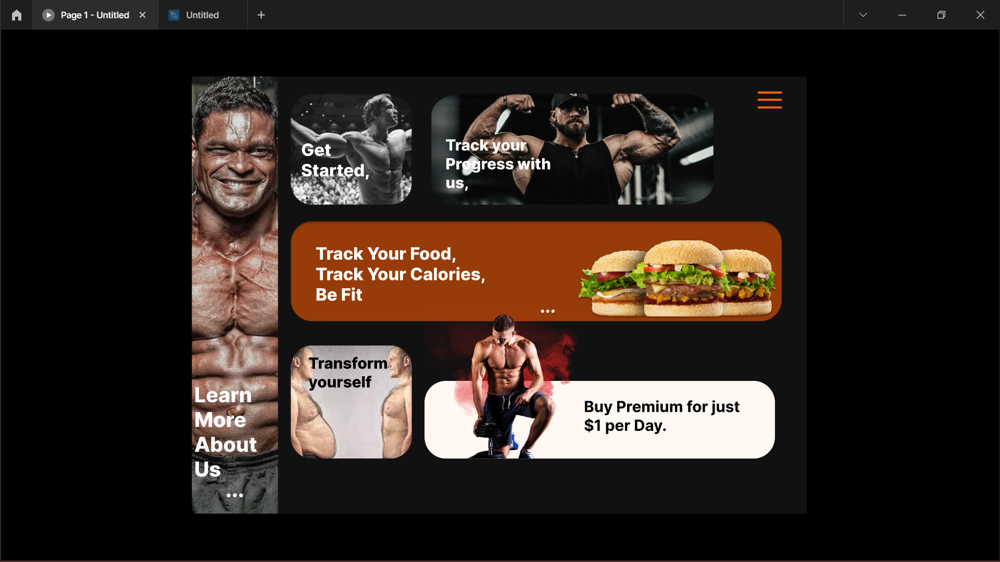 Page 1 - Untitled
Untitled
Get
Started,
Track your
Progress with
us,
Track Your Food,
Track Your Calories,
Be Fit
...
Transform
yourself
Buy Premium for just
$1 per Day.
Learn
More
About
Us
...